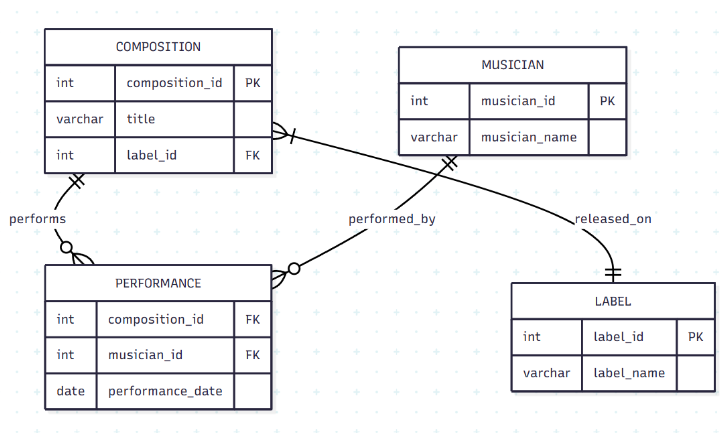 COMPOSITION
int composition_id PK
varchar title
int label_id FK
MUSICIAN
int musician_id PK
varchar musician_name
performs
performed_by
released_on
PERFORMANCE
int composition_id FK
int musician_id FK
date performance_date
LABEL
int label_id PK
varchar label_name